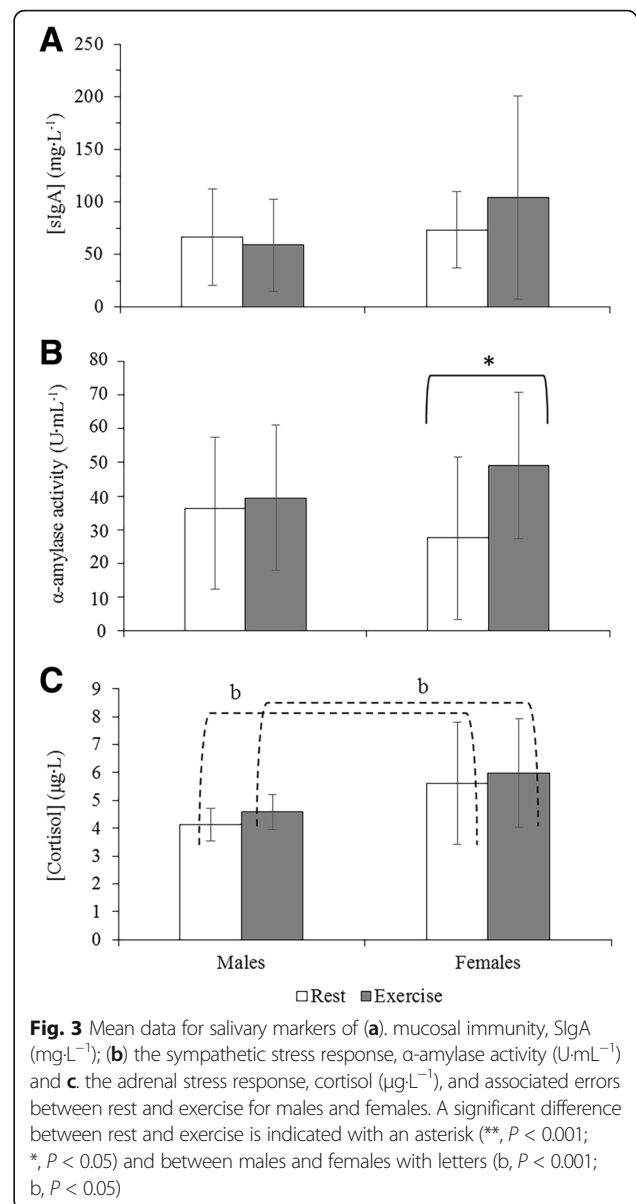 A
250
200
150
100
50
0
[sIgA] (mg·L⁻¹)
B
80
70
60
50
40
30
20
10
0
α-amylase activity (U·mL⁻¹)
*
C
9
8
7
6
5
4
3
2
1
0
[Cortisol] (µg·L)
b
b
Males Females
Rest Exercise
Fig. 3 Mean data for salivary markers of (a). mucosal immunity, SIgA
(mg·L⁻¹); (b) the sympathetic stress response, α-amylase activity (U·mL⁻¹)
and c. the adrenal stress response, cortisol (µg·L⁻¹), and associated errors
between rest and exercise for males and females. A significant difference
between rest and exercise is indicated with an asterisk (**, P < 0.001;
*, P < 0.05) and between males and females with letters (b, P < 0.001;
b, P < 0.05)